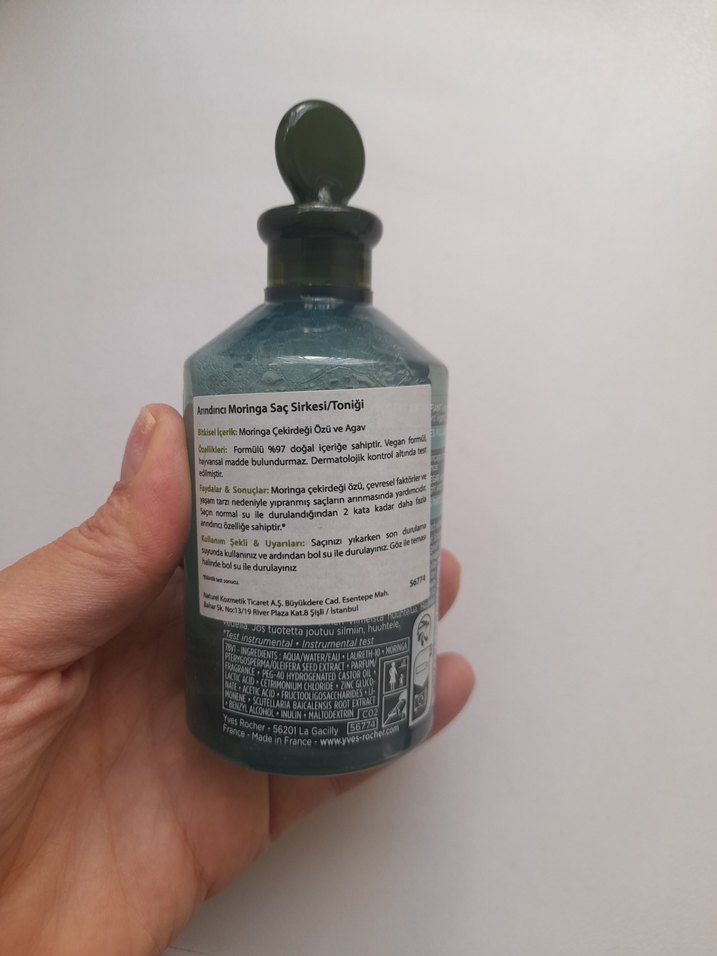 Arındırıcı Moringa Saç Sirkesi/Toniği
Bitkisel İçerik: Moringa Çekirdeği Özü ve Agav
Özellikleri: Formülü %97 doğal içeriğe sahiptir. Vegan formül,
hayvansal madde bulundurmaz. Dermatolojik kontrol altında test
edilmiştir.
Faydalar & Sonuçlar: Moringa çekirdeği özü, çevresel faktörler ve
yaşam tarzı nedeniyle yıpranmış saçların arınmasında yardımcıdır.
Saçın normal su ile durulandığından 2 kata kadar daha fazla
arındırıcı özelliğe sahiptir.*
Kullanım Şekli & Uyarıları: Saçınızı yıkarken son durulama
suyunda kullanınız ve ardından bol su ile durulayınız. Göz ile teması
halinde bol su ile durulayınız
56774
Naturel Kozmetik Ticaret A.Ş. Büyükdere Cad. Esentepe Mah.
Bahar Sk. No:13/19 River Plaza Kat.8 Şişli / İstanbul
Jos tuotetta joutuu silmiin, huuhtele.
*Test instrumental • Instrumental test
78V1 - INGREDIENTS : AQUA/WATER/EAU • LAURETH-10 • MORINGA
PTERYGOSPERMA/OLEIFERA SEED EXTRACT • PARFUM/
FRAGRANCE • PEG-40 HYDROGENATED CASTOR OIL •
LACTIC ACID • CETRIMONIUM CHLORIDE • ZINC GLUCO-
NATE • ACETIC ACID • FRUCTOOLIGOSACCHARIDES • LI-
MONENE • SCUTELLARIA BAICALENSIS ROOT EXTRACT
• BENZYL ALCOHOL • INULIN • MALTODEXTRIN C02
Yves Rocher - 56201 La Gacilly 56774
France - Made in France - www.yves-rocher.com